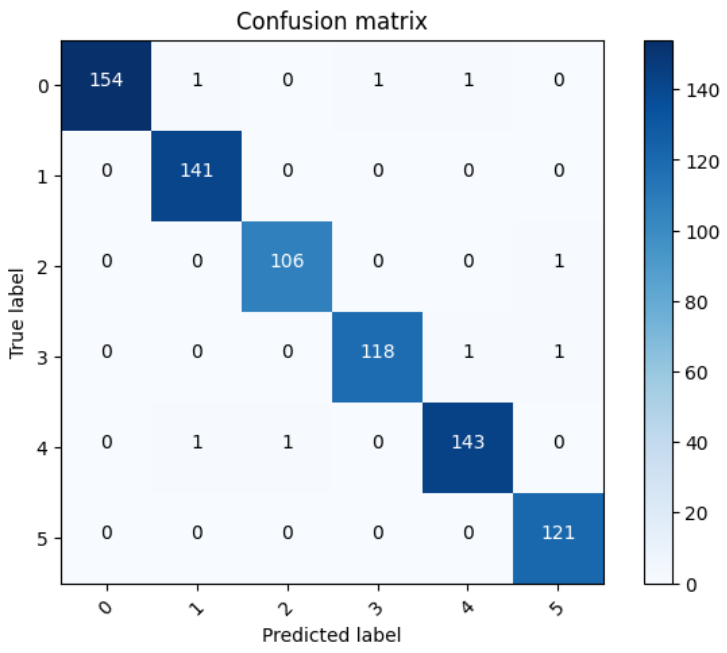 Confusion matrix
0 154 1 0 1 1 0
1 0 141 0 0 0 0
2 0 0 106 0 0 1
3 0 0 0 118 1 1
4 0 1 1 0 143 0
5 0 0 0 0 0 121
0 1 2 3 4 5
True label
Predicted label
140
120
100
80
60
40
20
0